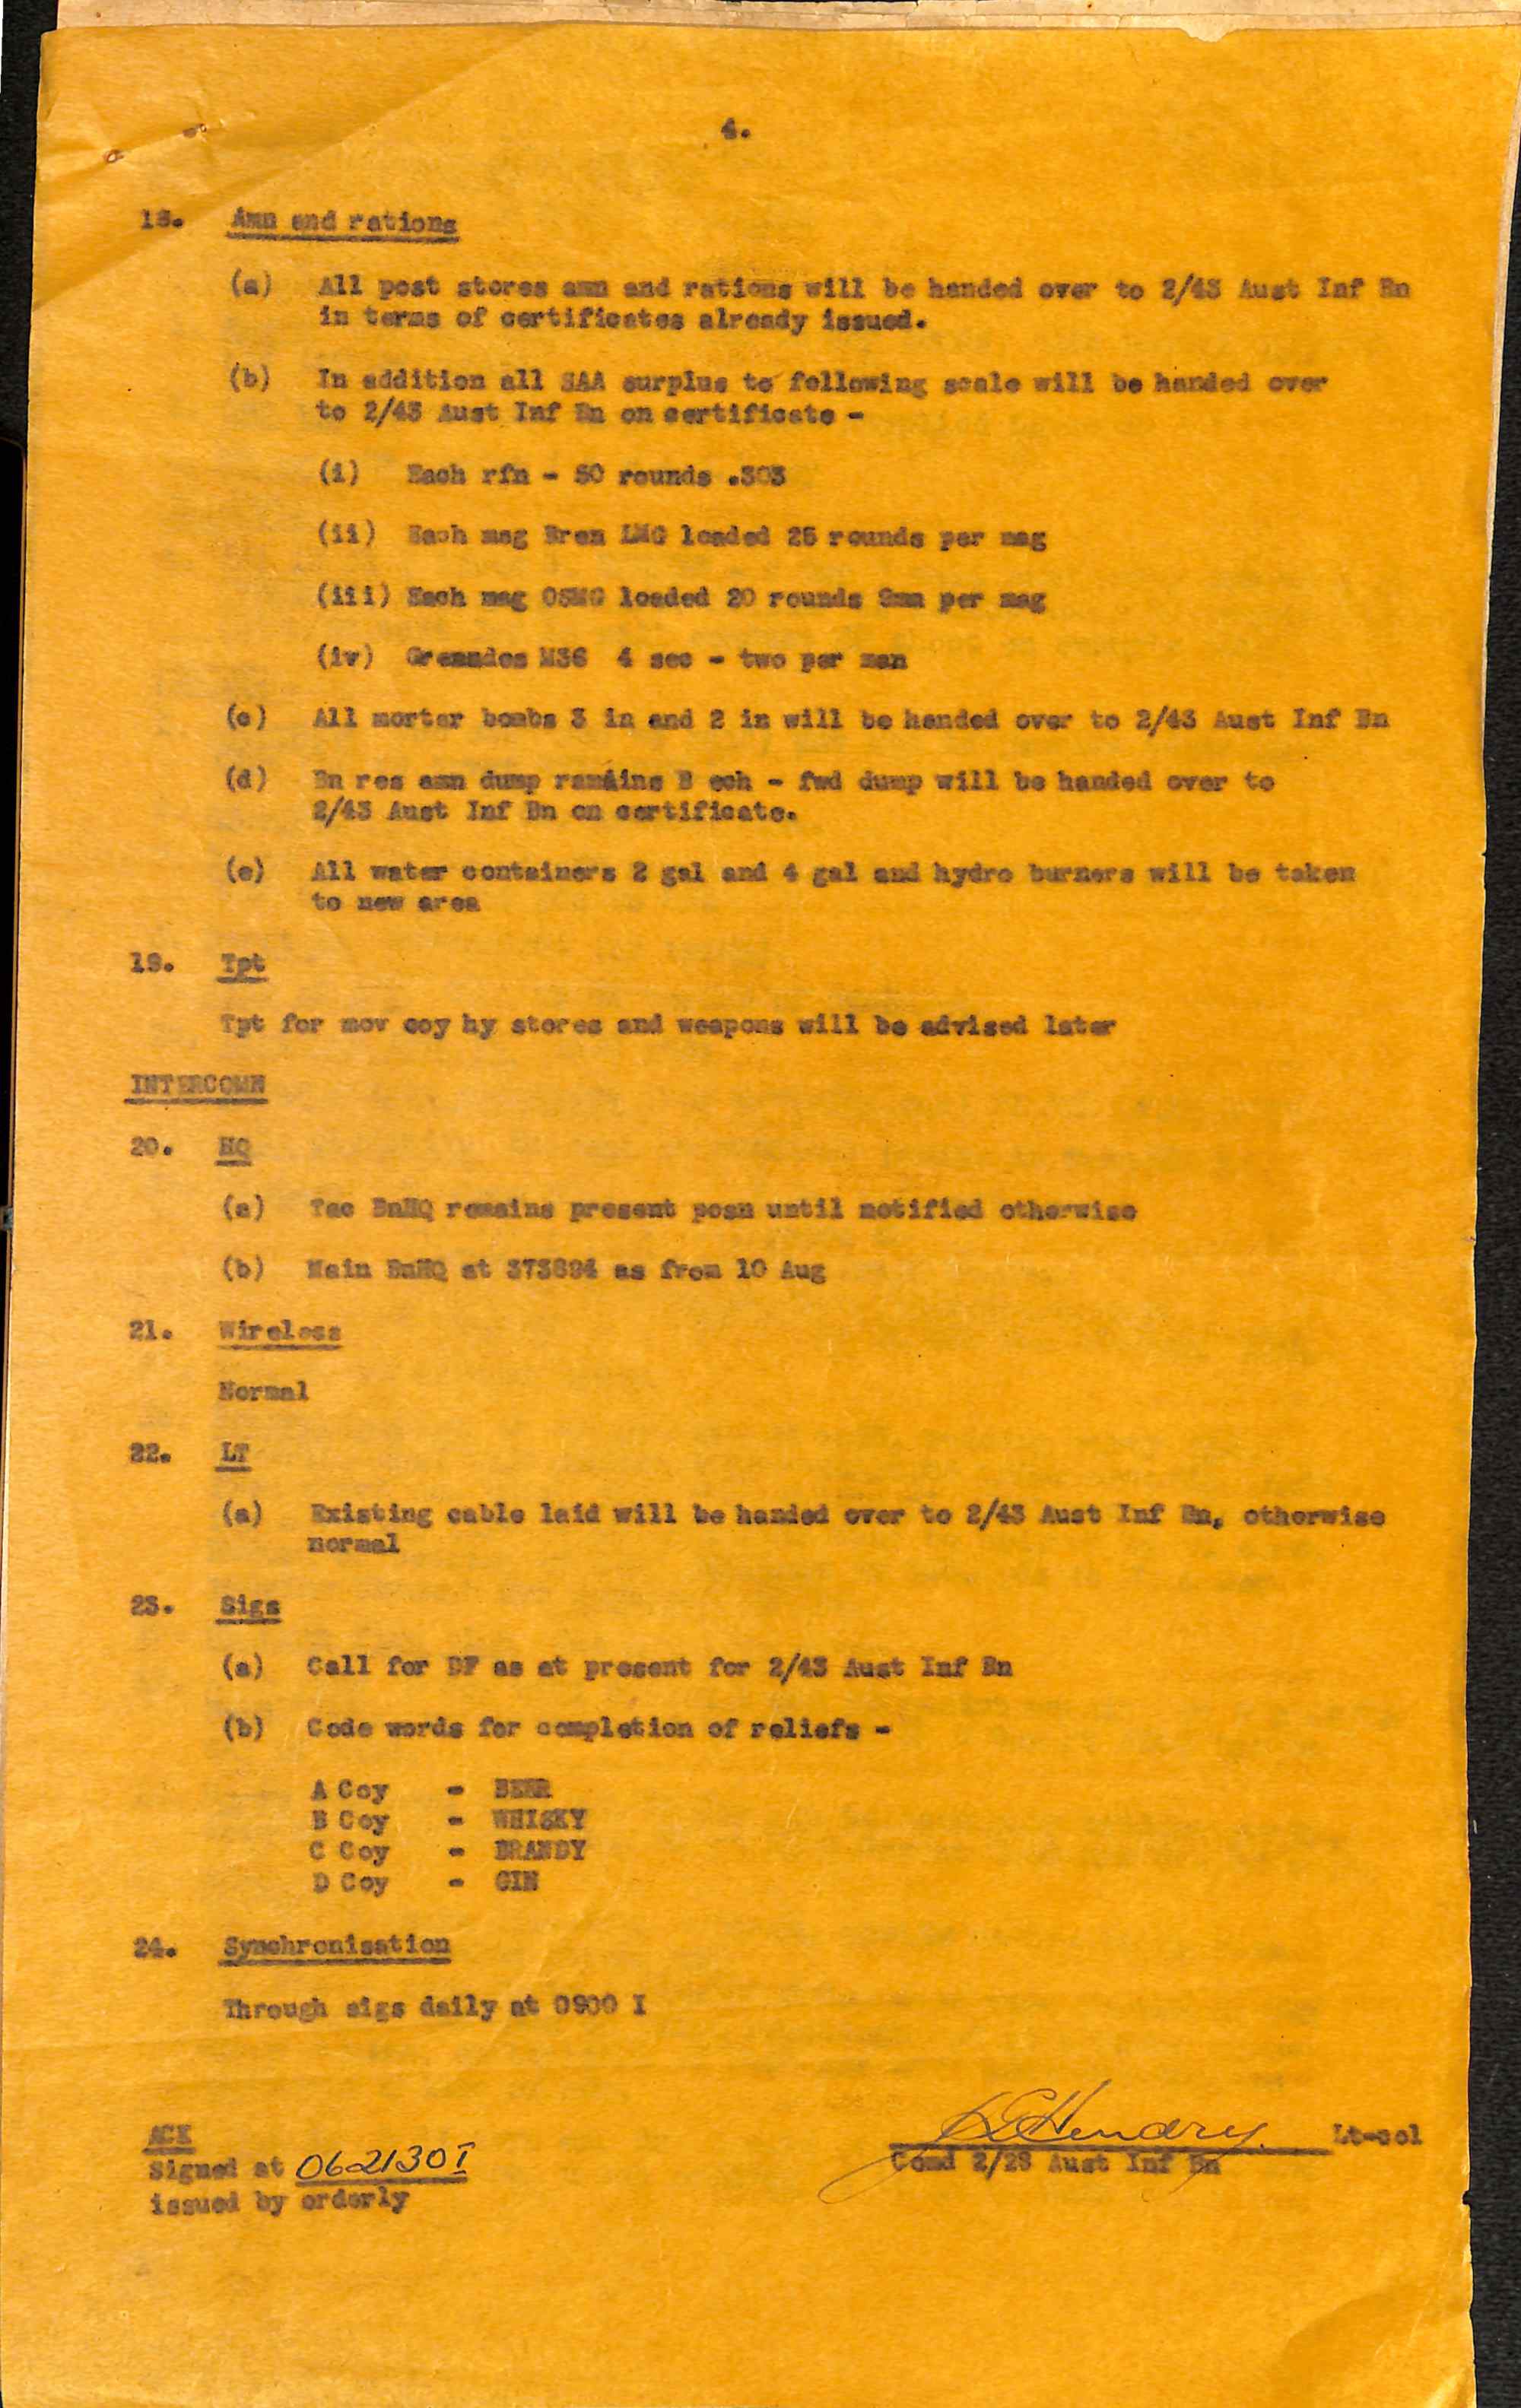 4.
18. Amn and rations
(a) All post stores amn and rations will be handed over to 2/43 Aust Inf Bn
in terms of certificates already issued.
(b) In addition all SAA surplus to following scale will be handed over
to 2/43 Aust Inf Bn on certificate -
(i) Each rfn - 50 rounds .303
(ii) Each mag Bren LMG loaded 25 rounds per mag
(iii) Each mag OSMG loaded 20 rounds 9mm per mag
(iv) Grenades M36 4 sec - two per man
(c) All mortar bombs 3 in and 2 in will be handed over to 2/43 Aust Inf Bn
(d) Bn res amn dump remains B ech - fwd dump will be handed over to
2/43 Aust Inf Bn on certificate.
(e) All water containers 2 gal and 4 gal and hydro burners will be taken
to new area
19. Tpt
Tpt for mov coy hy stores and weapons will be advised later
INTERCOMN
20. HQ
(a) Tac BnHQ remains present posn until notified otherwise
(b) Main BnHQ at 373894 as from 10 Aug
21. Wireless
Normal
22. LT
(a) Existing cable laid will be handed over to 2/43 Aust Inf Bn, otherwise
normal
23. Sigs
(a) Call for DF as at present for 2/43 Aust Inf Bn
(b) Code words for completion of reliefs -
A Coy - BEER
B Coy - WHISKY
C Coy - BRANDY
D Coy - GIN
24. Synchronisation
Through sigs daily at 0900 I
ACK
Signed at 062130I
issued by orderly
Hendry. Lt-col
Comd 2/28 Aust Inf Bn